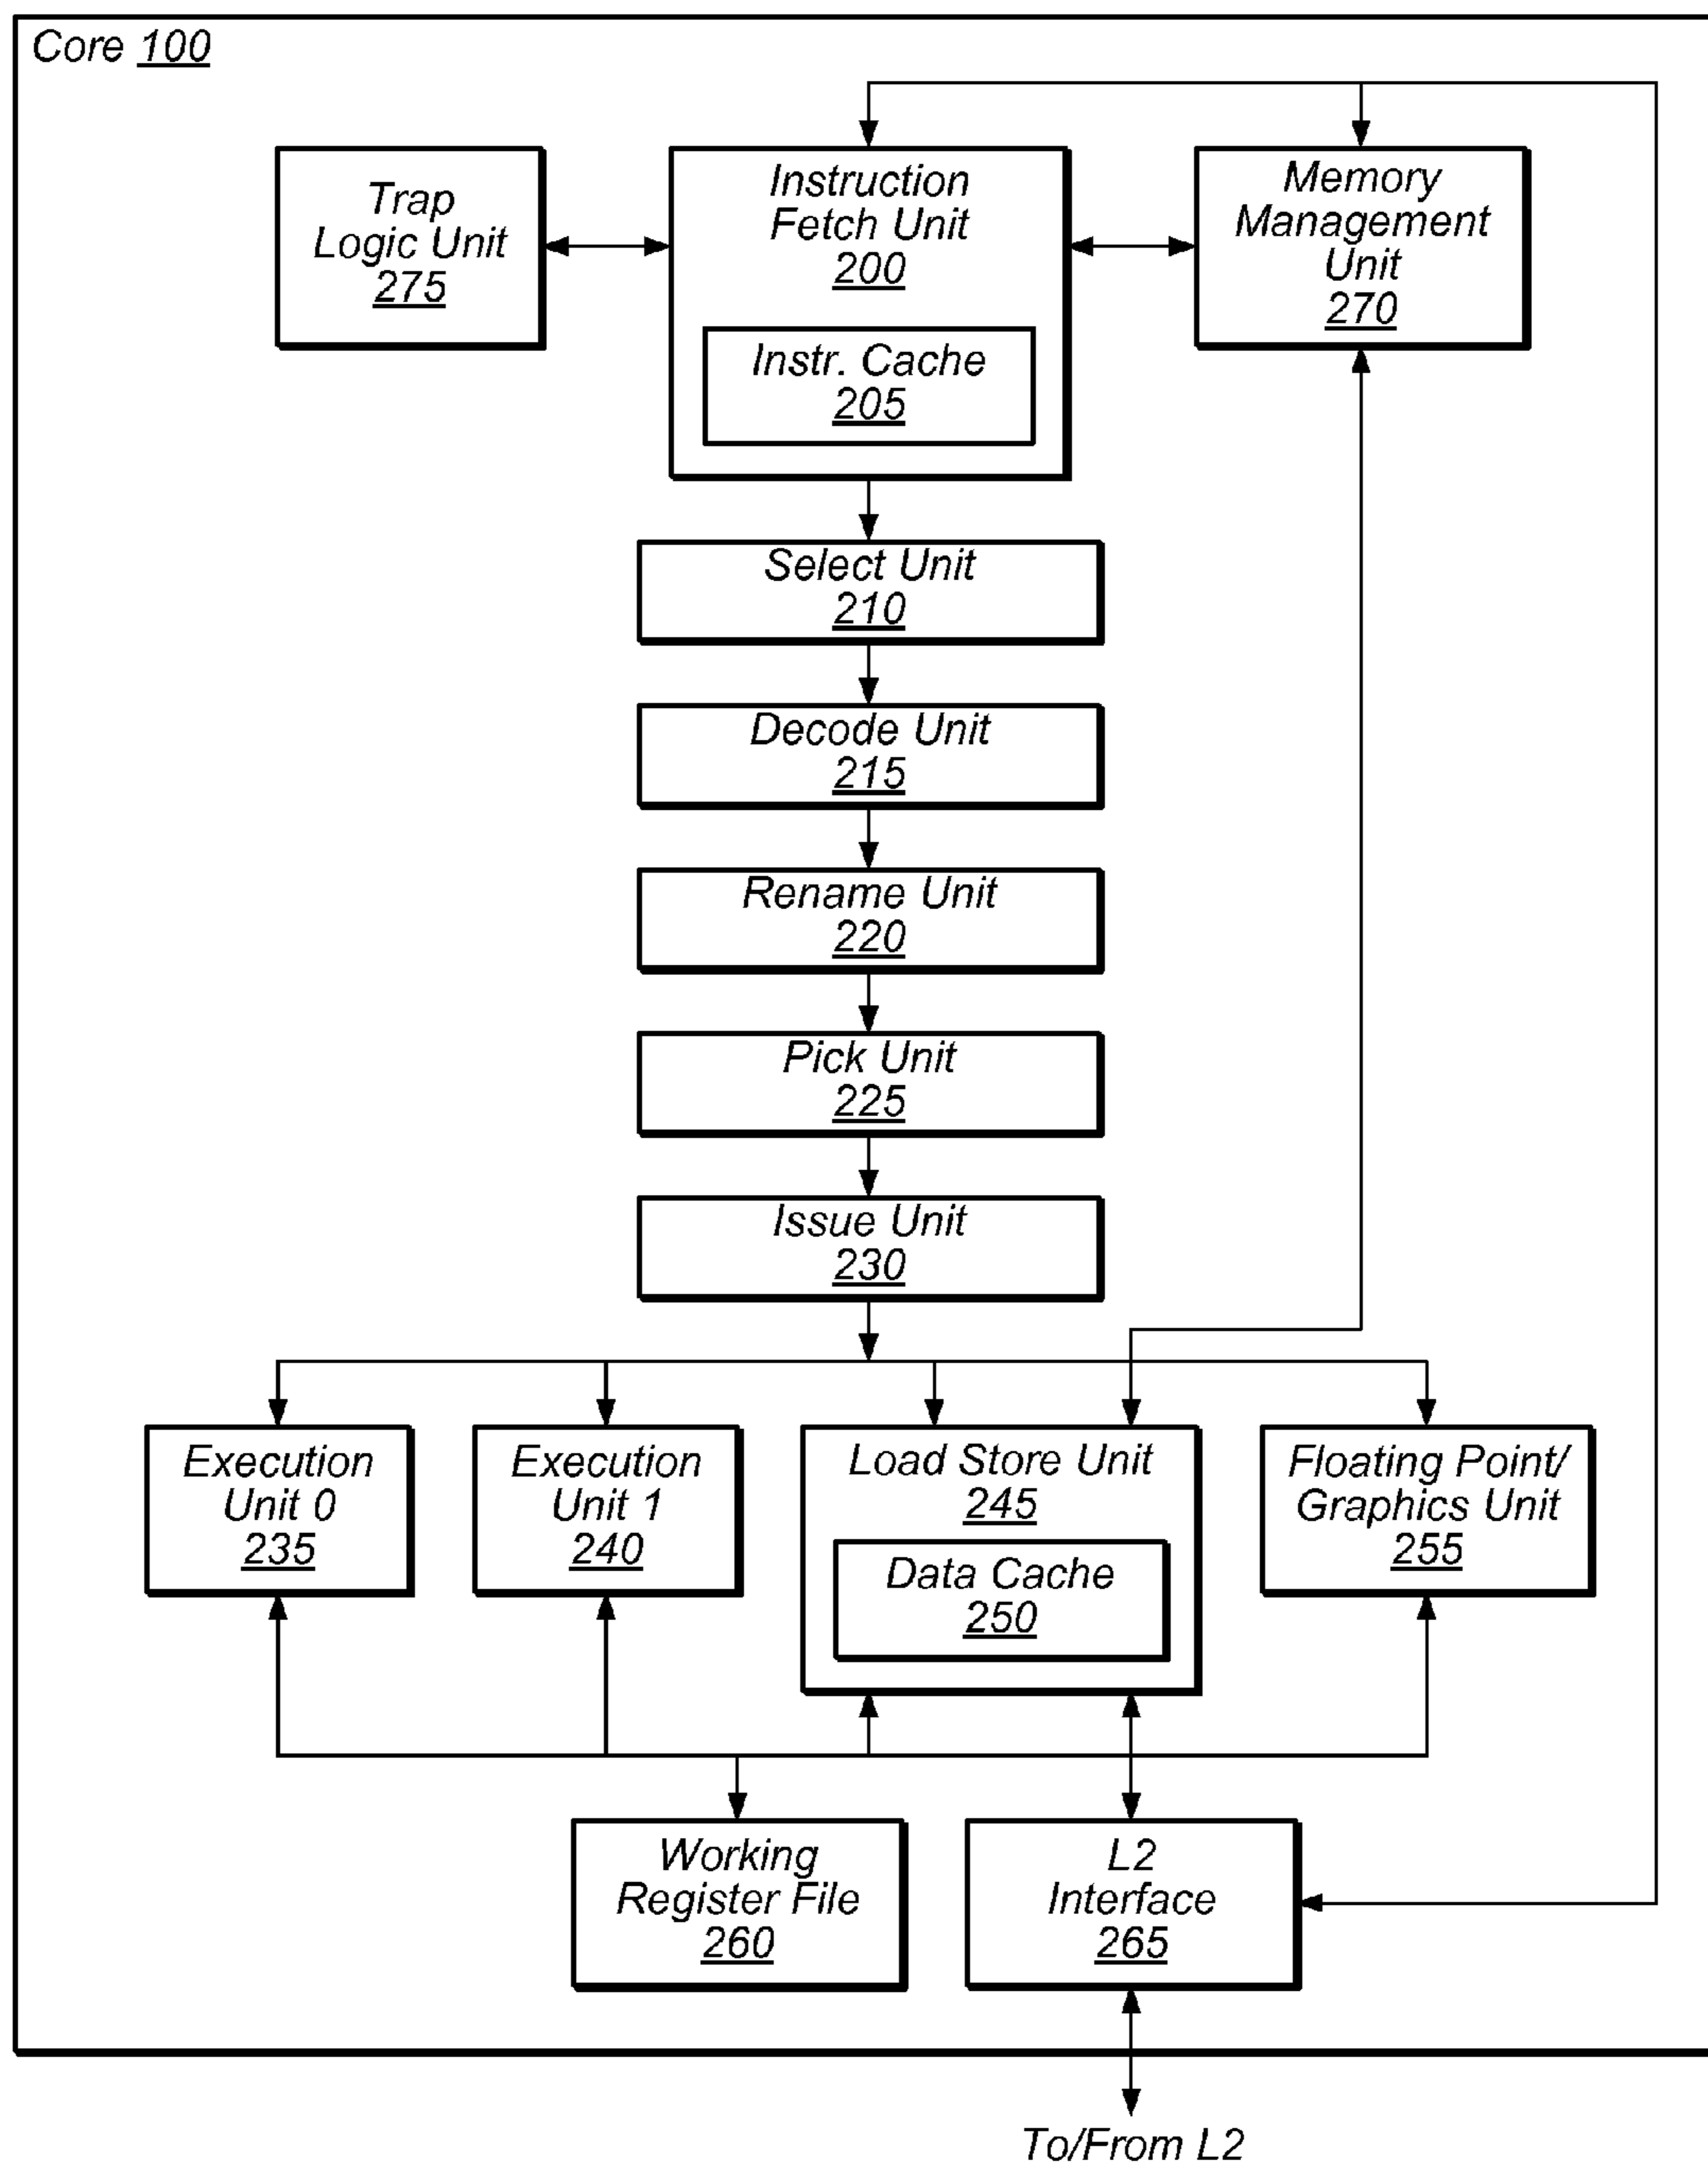 Core 100
Trap
Logic Unit
275
Instruction
Fetch Unit
200
Instr. Cache
205
Memory
Management
Unit
270
Select Unit
210
Decode Unit
215
Rename Unit
220
Pick Unit
225
Issue Unit
230
Execution
Unit 0
235
Execution
Unit 1
240
Load Store Unit
245
Data Cache
250
Floating Point/
Graphics Unit
255
Working
Register File
260
L2
Interface
265
To/From L2